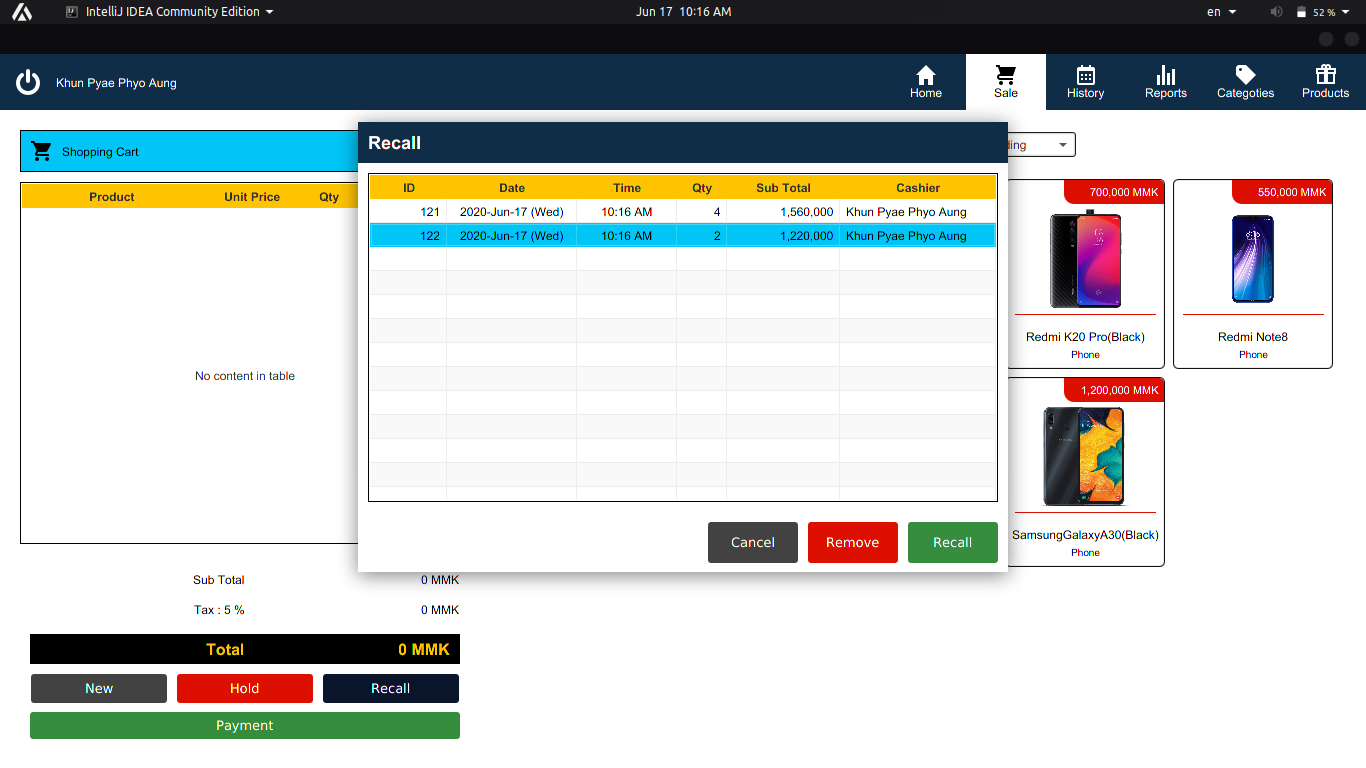 IntelliJ IDEA Community Edition
Jun 17 10:16 AM
en
52 %
Khun Pyae Phyo Aung
Home
Sale
History
Reports
Categoties
Products
Shopping Cart
Product Unit Price Qty
No content in table
Sub Total 0 MMK
Tax : 5 % 0 MMK
Total 0 MMK
New
Hold
Recall
Payment
Recall
ID Date Time Qty Sub Total Cashier
121 2020-Jun-17 (Wed) 10:16 AM 4 1,560,000 Khun Pyae Phyo Aung
122 2020-Jun-17 (Wed) 10:16 AM 2 1,220,000 Khun Pyae Phyo Aung
Cancel
Remove
Recall
700,000 MMK
Redmi K20 Pro(Black)
Phone
550,000 MMK
Redmi Note8
Phone
1,200,000 MMK
SamsungGalaxyA30(Black)
Phone